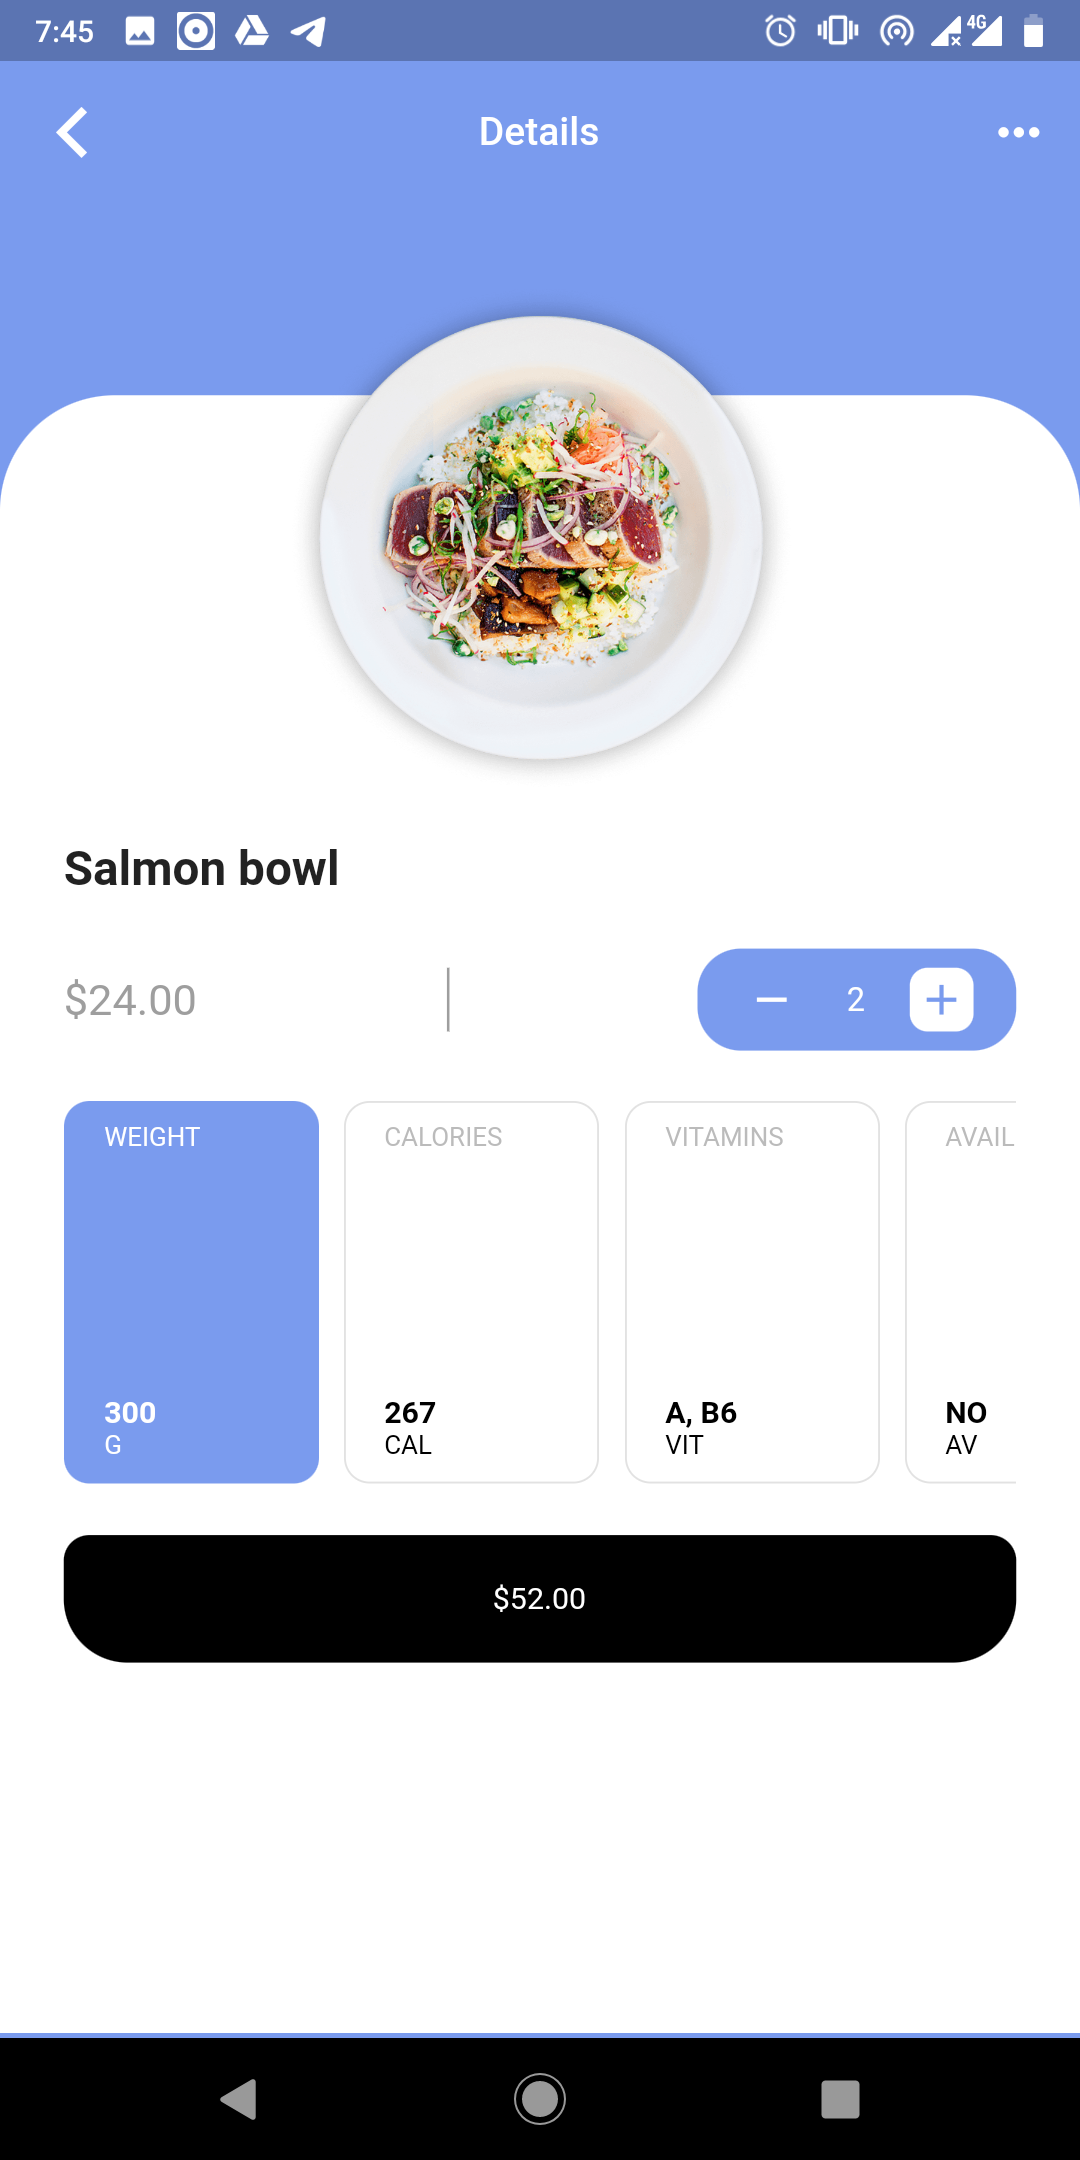 7:45
4G
Details
Salmon bowl
$24.00
2
WEIGHT
300
G
CALORIES
267
CAL
VITAMINS
A, B6
VIT
AVAIL
NO
AV
$52.00